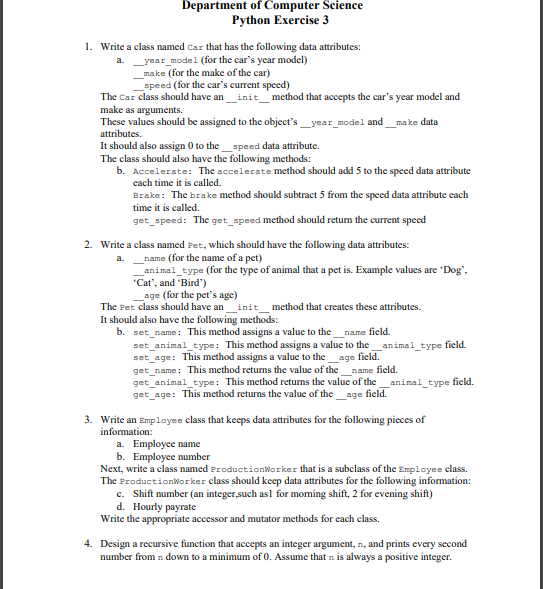 Department of Computer Science
Python Exercise 3
1. Write a class named Car that has the following data attributes:
a. __year_model (for the car's year model)
__make (for the make of the car)
__speed (for the car's current speed)
The Car class should have an __init__ method that accepts the car's year model and
make as arguments.
These values should be assigned to the object's __year_model and __make data
attributes.
It should also assign 0 to the __speed data attribute.
The class should also have the following methods:
b. Accelerate: The accelerate method should add 5 to the speed data attribute
each time it is called.
Brake: The brake method should subtract 5 from the speed data attribute each
time it is called.
get_speed: The get_speed method should return the current speed
2. Write a class named Pet, which should have the following data attributes:
a. __name (for the name of a pet)
__animal_type (for the type of animal that a pet is. Example values are 'Dog',
'Cat', and 'Bird')
__age (for the pet's age)
The Pet class should have an __init__ method that creates these attributes.
It should also have the following methods:
b. set_name: This method assigns a value to the __name field.
set_animal_type: This method assigns a value to the __animal_type field.
set_age: This method assigns a value to the __age field.
get_name: This method returns the value of the __name field.
get_animal_type: This method returns the value of the __animal_type field.
get_age: This method returns the value of the __age field.
3. Write an Employee class that keeps data attributes for the following pieces of
information:
a. Employee name
b. Employee number
Next, write a class named ProductionWorker that is a subclass of the Employee class.
The ProductionWorker class should keep data attributes for the following information:
c. Shift number (an integer,such as1 for morning shift, 2 for evening shift)
d. Hourly payrate
Write the appropriate accessor and mutator methods for each class.
4. Design a recursive function that accepts an integer argument, n, and prints every second
number from n down to a minimum of 0. Assume that n is always a positive integer.